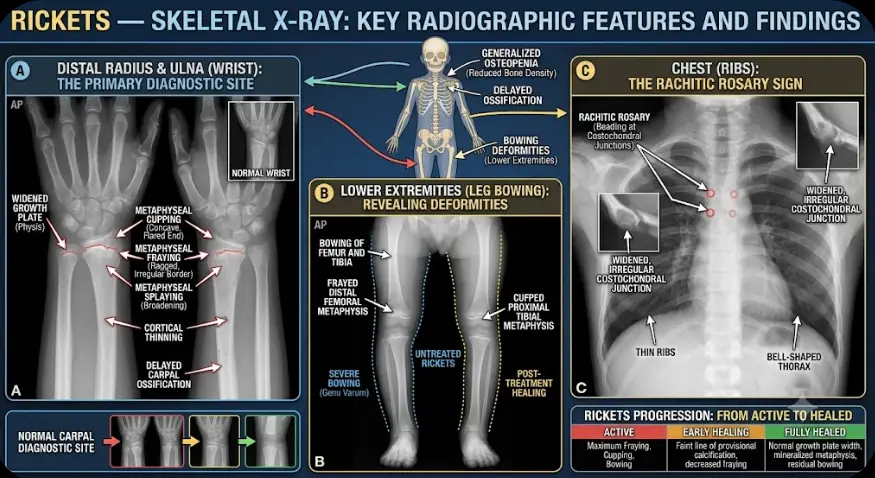 RICKETS — SKELETAL X-RAY: KEY RADIOGRAPHIC FEATURES AND FINDINGS
A
DISTAL RADIUS & ULNA (WRIST):
THE PRIMARY DIAGNOSTIC SITE
AP
NORMAL WRIST
WIDENED
GROWTH
PLATE
(Physis)
METAPHYSEAL
CUPPING
(Concave,
Flared End)
METAPHYSEAL
FRAYING
(Ragged,
Irregular Border)
METAPHYSEAL
SPLAYING
(Broadening)
CORTICAL
THINNING
DELAYED
CARPAL
OSSIFICATION
A
NORMAL CARPAL
DIAGNOSTIC SITE
GENERALIZED
OSTEOPENIA
(Reduced Bone Density)
DELAYED
OSSIFICATION
BOWING
DEFORMITIES
(Lower Extremities)
B
LOWER EXTREMITIES (LEG BOWING):
REVEALING DEFORMITIES
AP
BOWING OF
FEMUR AND
TIBIA
FRAYED DISTAL
FEMORAL
METAPHYSIS
CUFPED
PROXIMAL
TIBIAL
METAPHYSIS
SEVERE
BOWING
(Genu Varum)
UNTREATED
RICKETS
POST-
TREATMENT
HEALING
B
C
CHEST (RIBS):
THE RACHITIC ROSARY SIGN
RACHITIC ROSARY
(Beading at
Costochondral
Junctions)
WIDENED,
IRREGULAR
COSTOCHONDRAL
JUNCTION
WIDENED,
IRREGULAR
COSTOCHONDRAL
JUNCTION
THIN RIBS
BELL-SHAPED
THORAX
C
RICKETS PROGRESSION: FROM ACTIVE TO HEALED
ACTIVE
Maximum Fraying,
Cupping,
Bowing
EARLY HEALING
Faint line of provisional
calcification,
decreased fraying
FULLY HEALED
Normal growth plate width,
mineralized metaphysis,
residual bowing